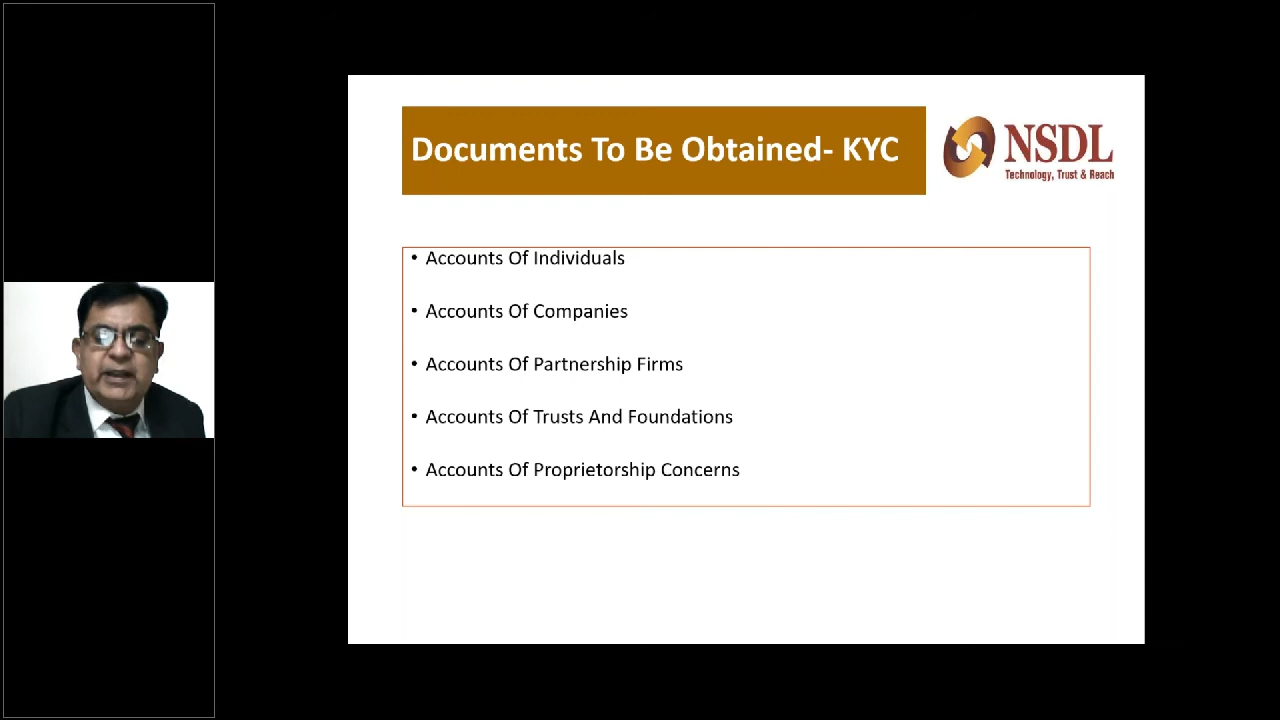 Documents To Be Obtained- KYC
NSDL
Technology, Trust & Reach
• Accounts Of Individuals
• Accounts Of Companies
• Accounts Of Partnership Firms
• Accounts Of Trusts And Foundations
• Accounts Of Proprietorship Concerns